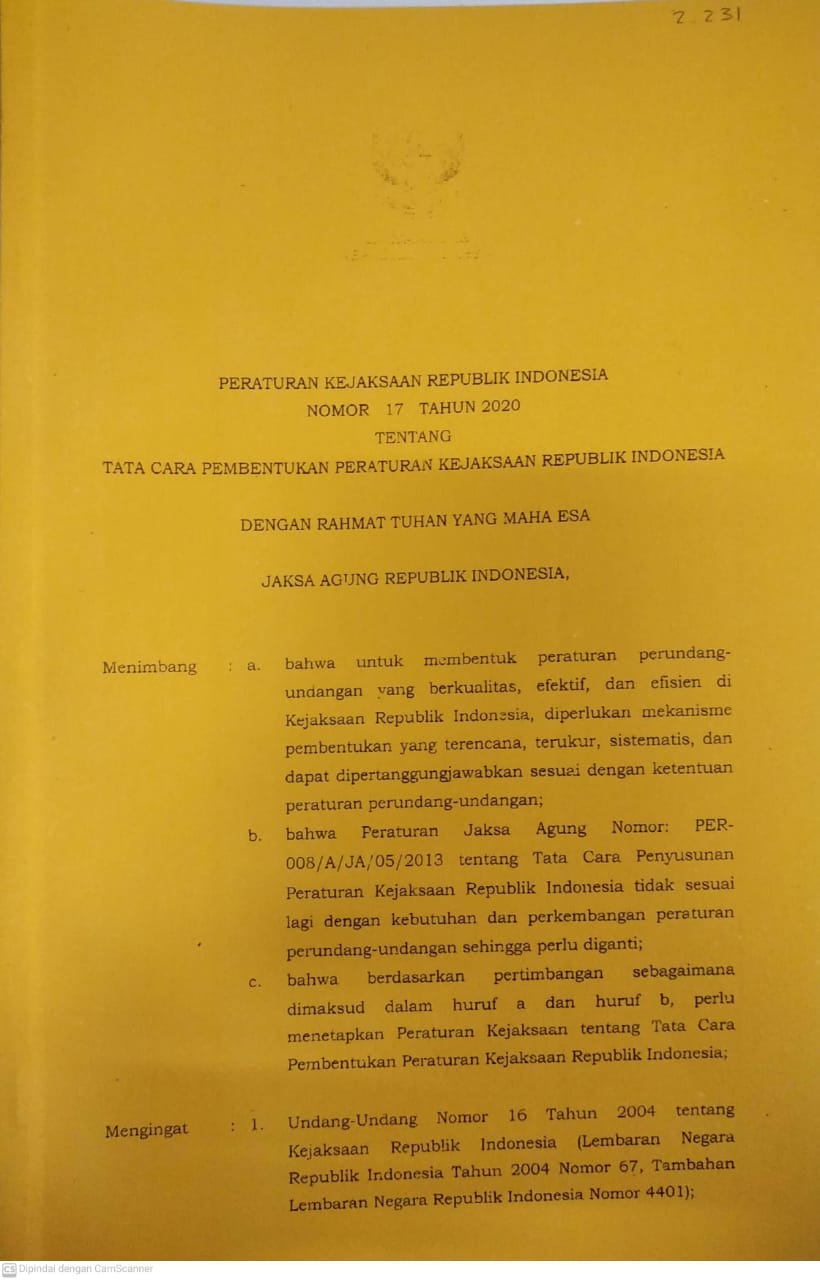 2 231
PERATURAN KEJAKSAAN REPUBLIK INDONESIA
NOMOR 17 TAHUN 2020
TENTANG
TATA CARA PEMBENTUKAN PERATURAN KEJAKSAAN REPUBLIK INDONESIA
DENGAN RAHMAT TUHAN YANG MAHA ESA
JAKSA AGUNG REPUBLIK INDONESIA,
Menimbang : a. bahwa untuk membentuk peraturan perundang-
undangan yang berkualitas, efektif, dan efisien di
Kejaksaan Republik Indonesia, diperlukan mekanisme
pembentukan yang terencana, terukur, sistematis, dan
dapat dipertanggungjawabkan sesuai dengan ketentuan
peraturan perundang-undangan;
b. bahwa Peraturan Jaksa Agung Nomor: PER-
008/A/JA/05/2013 tentang Tata Cara Penyusunan
Peraturan Kejaksaan Republik Indonesia tidak sesuai
lagi dengan kebutuhan dan perkembangan peraturan
perundang-undangan sehingga perlu diganti;
c. bahwa berdasarkan pertimbangan sebagaimana
dimaksud dalam huruf a dan huruf b, perlu
menetapkan Peraturan Kejaksaan tentang Tata Cara
Pembentukan Peraturan Kejaksaan Republik Indonesia;
Mengingat : 1. Undang-Undang Nomor 16 Tahun 2004 tentang
Kejaksaan Republik Indonesia (Lembaran Negara
Republik Indonesia Tahun 2004 Nomor 67, Tambahan
Lembaran Negara Republik Indonesia Nomor 4401);
CS Dipindai dengan CamScanner